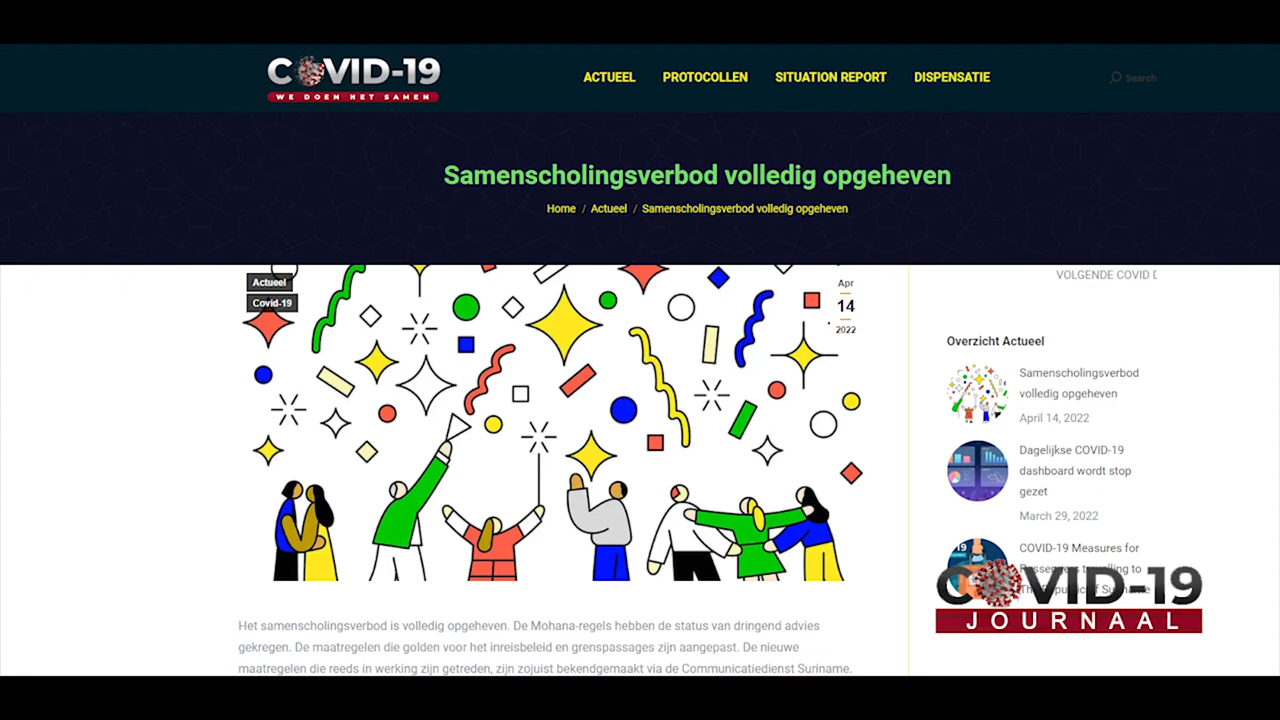 COVID-19
WE DOEN HET SAMEN
ACTUEEL PROTOCOLLEN SITUATION REPORT DISPENSATIE Search
Samenscholingsverbod volledig opgeheven
Home / Actueel / Samenscholingsverbod volledig opgeheven
Actueel
Covid-19
Apr
14
2022
Het samenscholingsverbod is volledig opgeheven. De Mohana-regels hebben de status van dringend advies
gekregen. De maatregelen die golden voor het inreisbeleid en grenspassages zijn aangepast. De nieuwe
maatregelen die reeds in werking zijn getreden, zijn zojuist bekendgemaakt via de Communicatiedienst Suriname.
VOLGENDE COVID
Overzicht Actueel
Samenscholingsverbod
volledig opgeheven
April 14, 2022
Dagelijkse COVID-19
dashboard wordt stop
gezet
March 29, 2022
COVID-19 Measures for
to
COVID-19
JOURNAAL